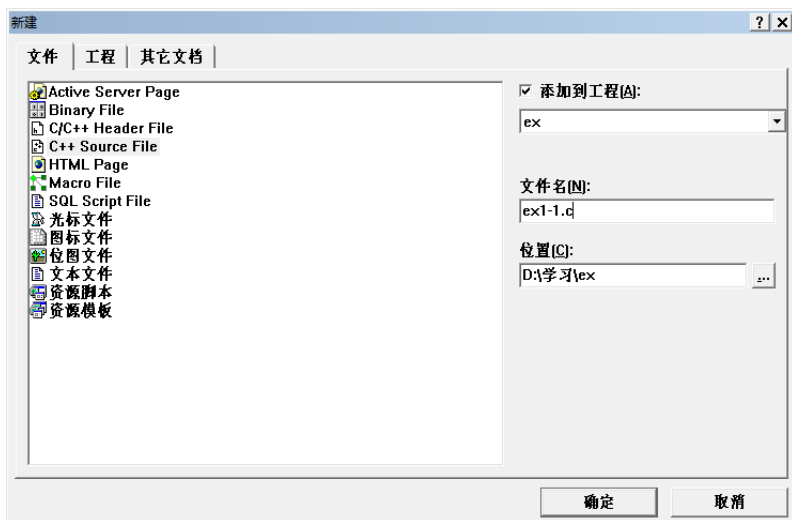 新建
文件 工程 其它文档
Active Server Page
Binary File
C/C++ Header File
C++ Source File
HTML Page
Macro File
SQL Script File
光标文件
图标文件
位图文件
文本文件
资源脚本
资源模板
添加到工程(A):
ex
文件名(N):
ex1-1.c
位置(C):
D:\学习\ex
...
确定 取消